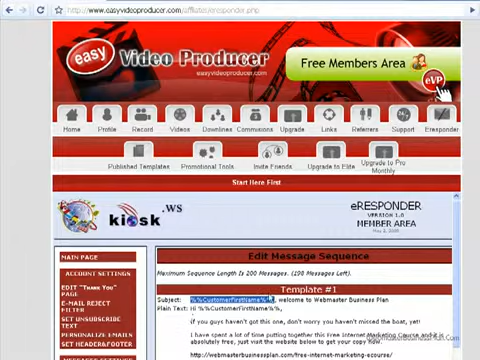 http://www.easyvideoproducer.com/affiliates/eresponder.php
easy Video Producer
easyvideoproducer.com
Free Members Area
eVP
Home Profile Record Videos Downlines Commissions Upgrade Links Referrers Support Eresponder
Published Templates Promotional Tools Invite Friends Upgrade to Elite Upgrade to Pro Monthly
Start Here First
kiosk.ws
eRESPONDER
VERSION 1.0
MEMBER AREA
MAIN PAGE
ACCOUNT SETTINGS
EDIT "THANK YOU" PAGE
E-MAIL REJECT FILTER
SET UNSUBSCRIBE TEXT
PERSONALIZE EMAILS
SET HEADER/FOOTER
Edit Message Sequence
Maximum Sequence Length Is 200 Messages. (198 Messages Left).
Template #1
Subject: %%CustomerFirstName%%, welcome to Webmaster Business Plan
Plain Text: Hi %%CustomerFirstName%%,
if you guys haven't got this one, don't worry you haven't missed the boat, yet!
I have spent a lot of time putting together this Free Internet Marketing Course and it is
absolutely free to get your copy just visit the website below:
http://webmasterbusinessplan.com/free-internet-marketing-ecourse/